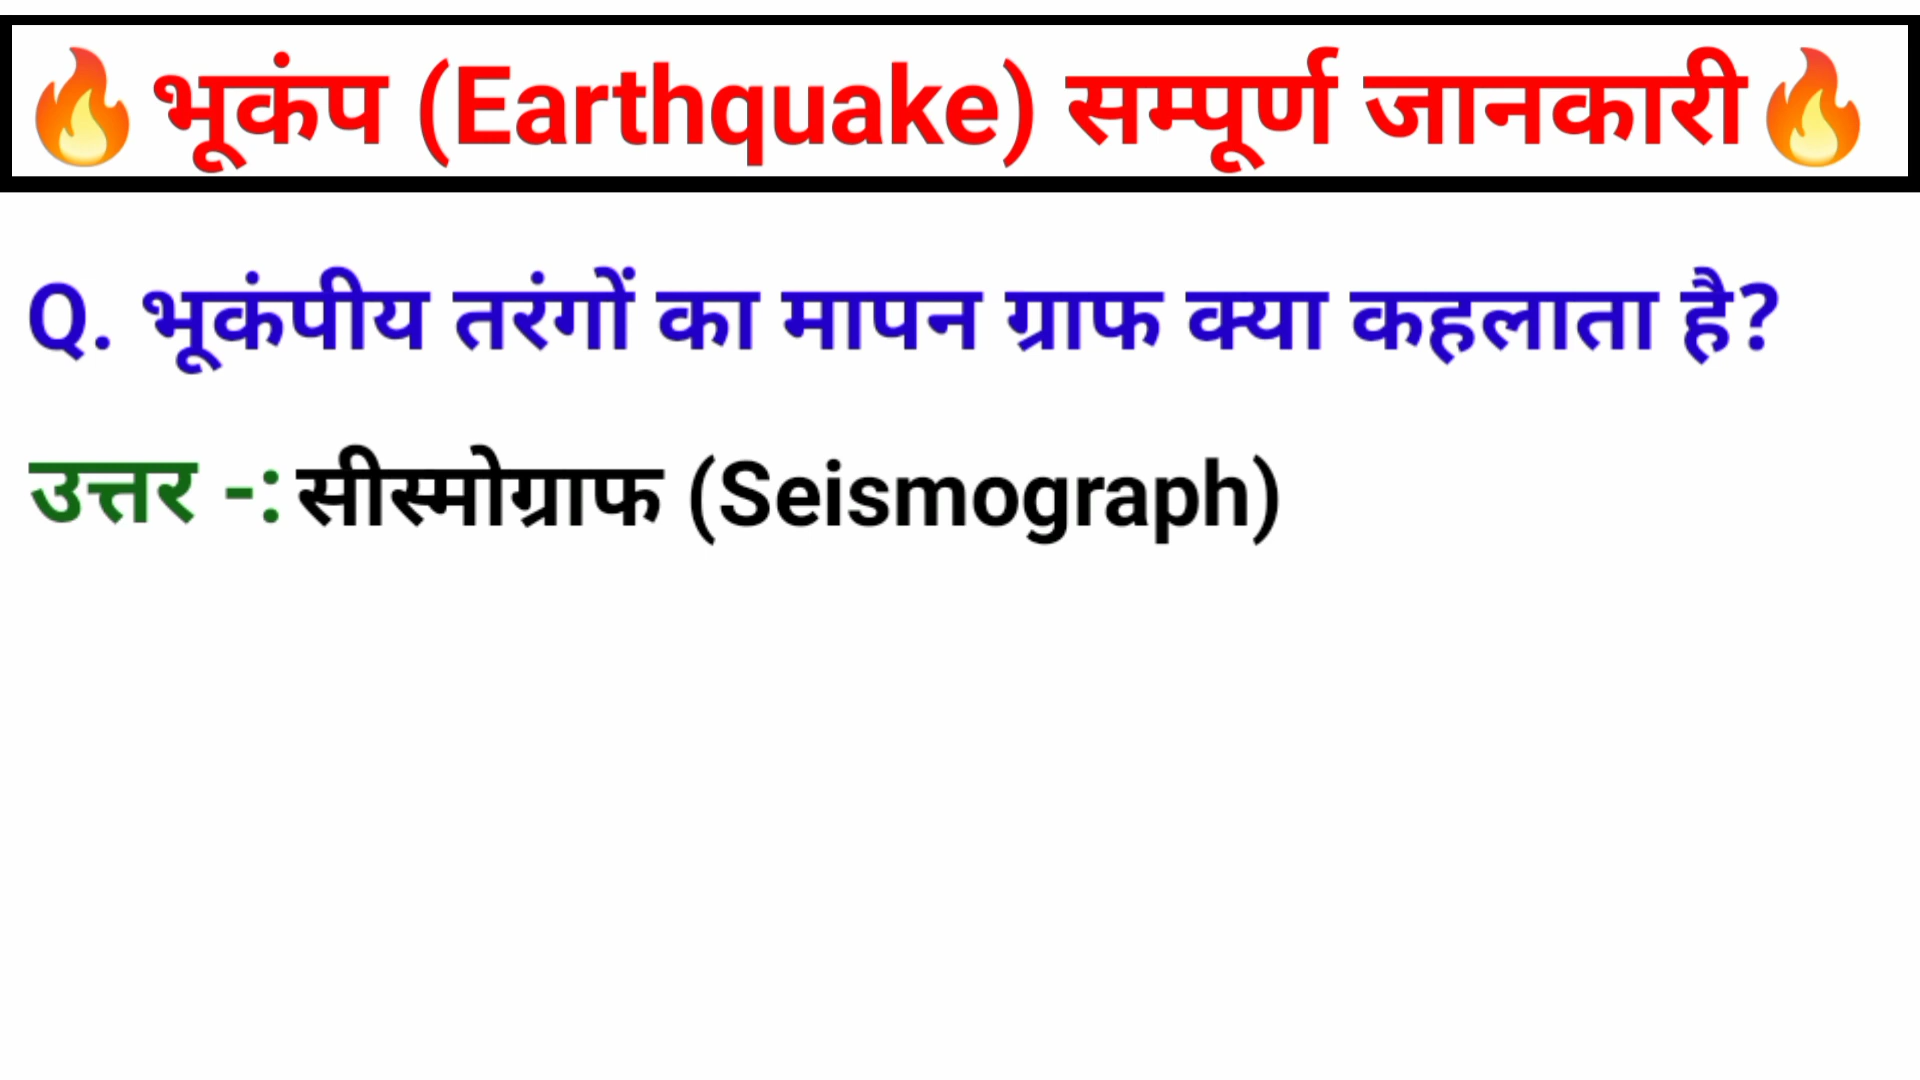 🔥भूकंप (Earthquake) सम्पूर्ण जानकारी🔥
Q. भूकंपीय तरंगों का मापन ग्राफ क्या कहलाता है?
उत्तर -: सीस्मोग्राफ (Seismograph)